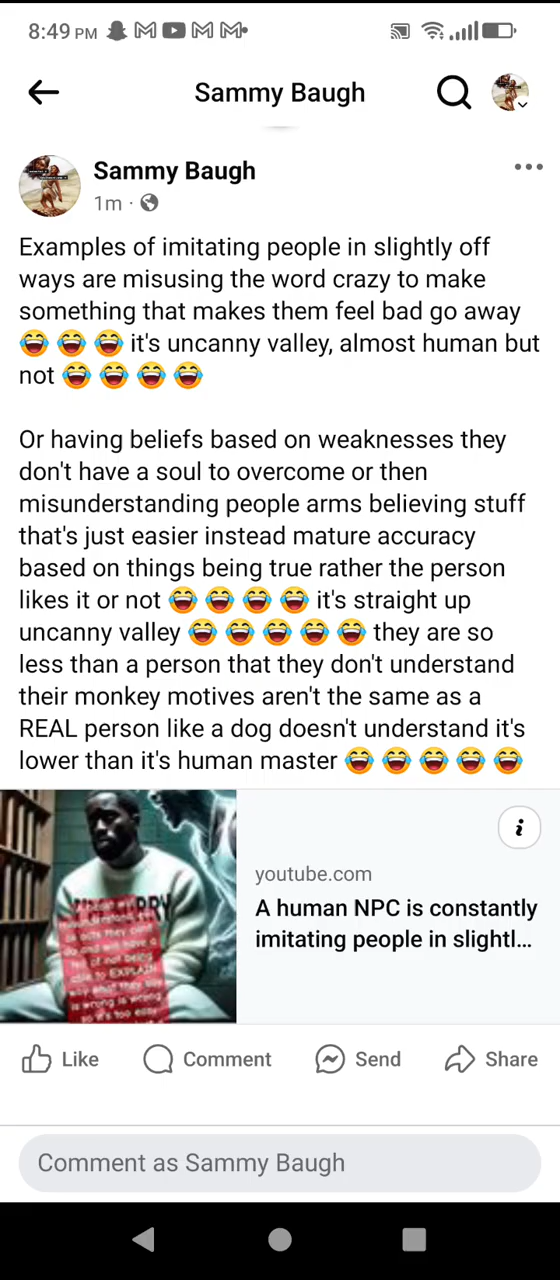 8:49 PM
Sammy Baugh
Sammy Baugh
1m ·
Examples of imitating people in slightly off
ways are misusing the word crazy to make
something that makes them feel bad go away
😂 😂 😂 it's uncanny valley, almost human but
not 😂 😂 😂 😂
Or having beliefs based on weaknesses they
don't have a soul to overcome or then
misunderstanding people arms believing stuff
that's just easier instead mature accuracy
based on things being true rather the person
likes it or not 😂 😂 😂 😂 it's straight up
uncanny valley 😂 😂 😂 😂 😂 they are so
less than a person that they don't understand
their monkey motives aren't the same as a
REAL person like a dog doesn't understand it's
lower than it's human master 😂 😂 😂 😂 😂
youtube.com
A human NPC is constantly
imitating people in slightl...
Like
Comment
Send
Share
Comment as Sammy Baugh